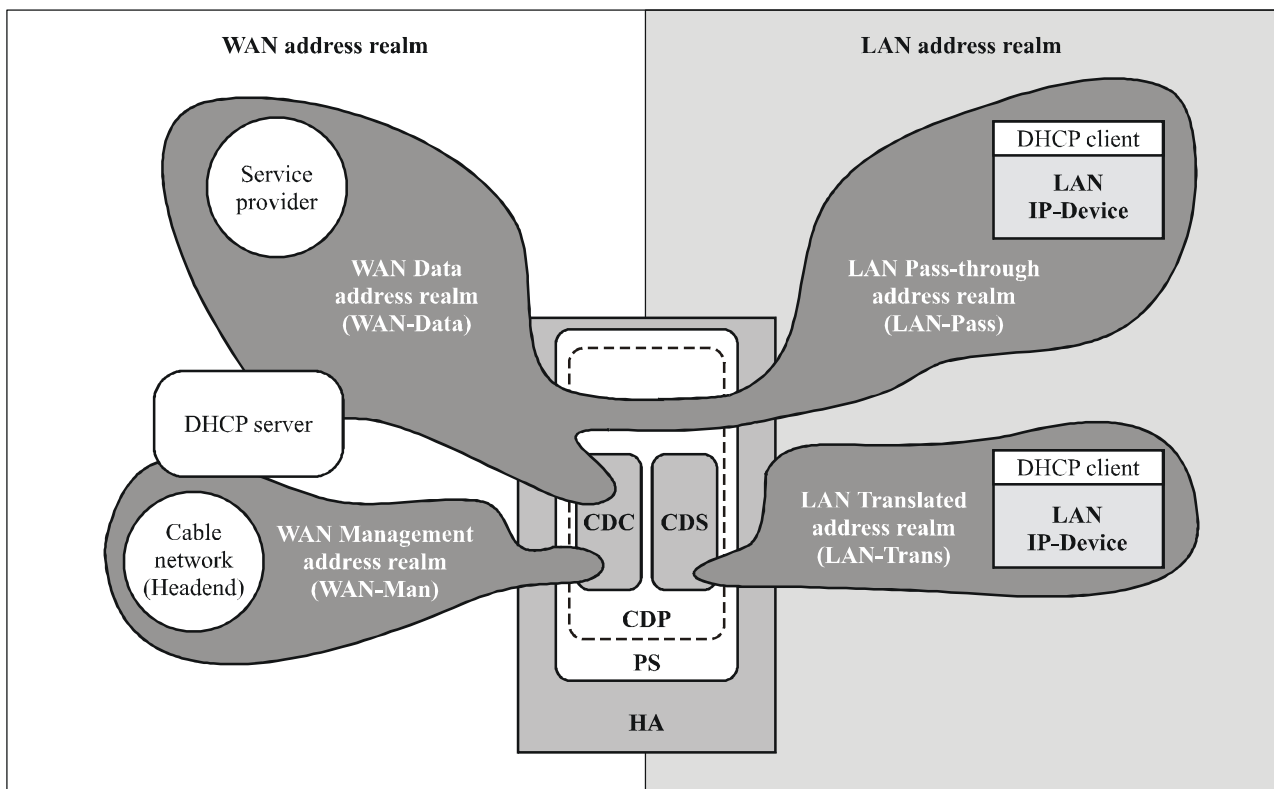 WAN address realm
LAN address realm
Service
provider
DHCP client
LAN
IP-Device
WAN Data
address realm
(WAN-Data)
LAN Pass-through
address realm
(LAN-Pass)
DHCP server
DHCP client
LAN
IP-Device
Cable
network
(Headend)
WAN Management
address realm
(WAN-Man)
CDC
CDS
LAN Translated
address realm
(LAN-Trans)
CDP
PS
HA